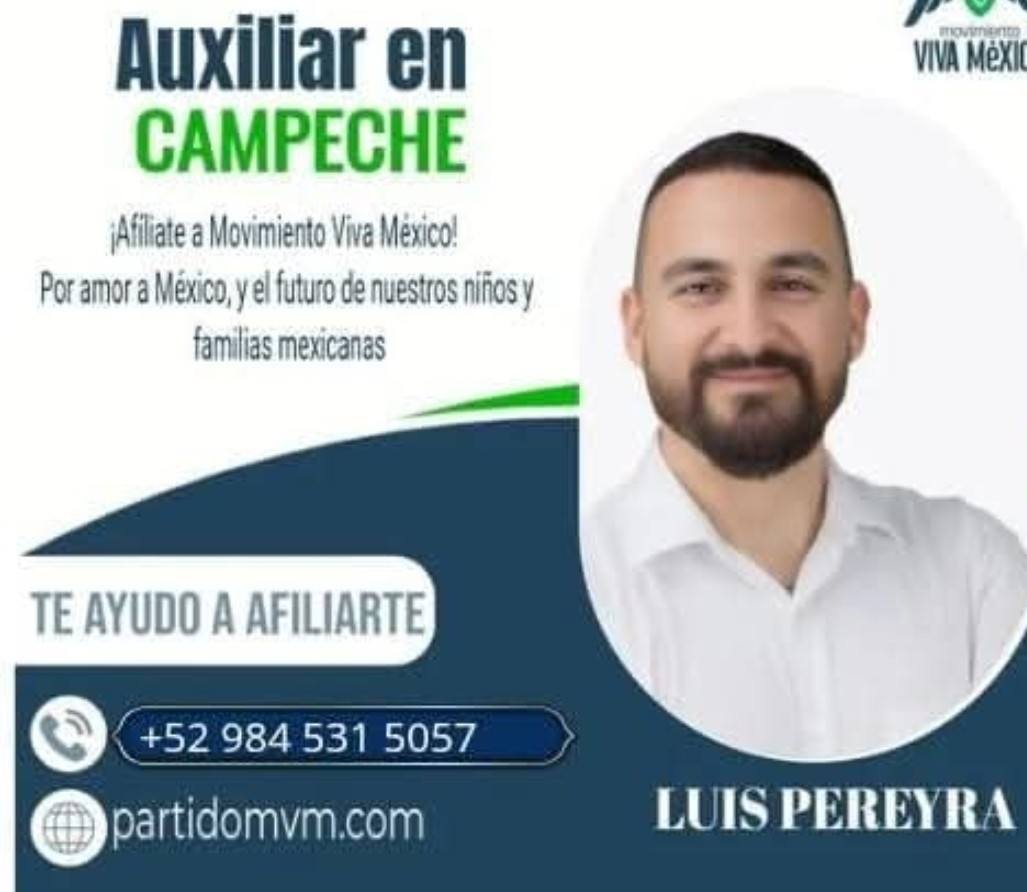 Auxiliar en
CAMPECHE
movimiento
VIVA MéXIC
¡Afíliate a Movimiento Viva México!
Por amor a México, y el futuro de nuestros niños y
familias mexicanas
TE AYUDO A AFILIARTE
+52 984 531 5057
partidomvm.com
LUIS PEREYRA